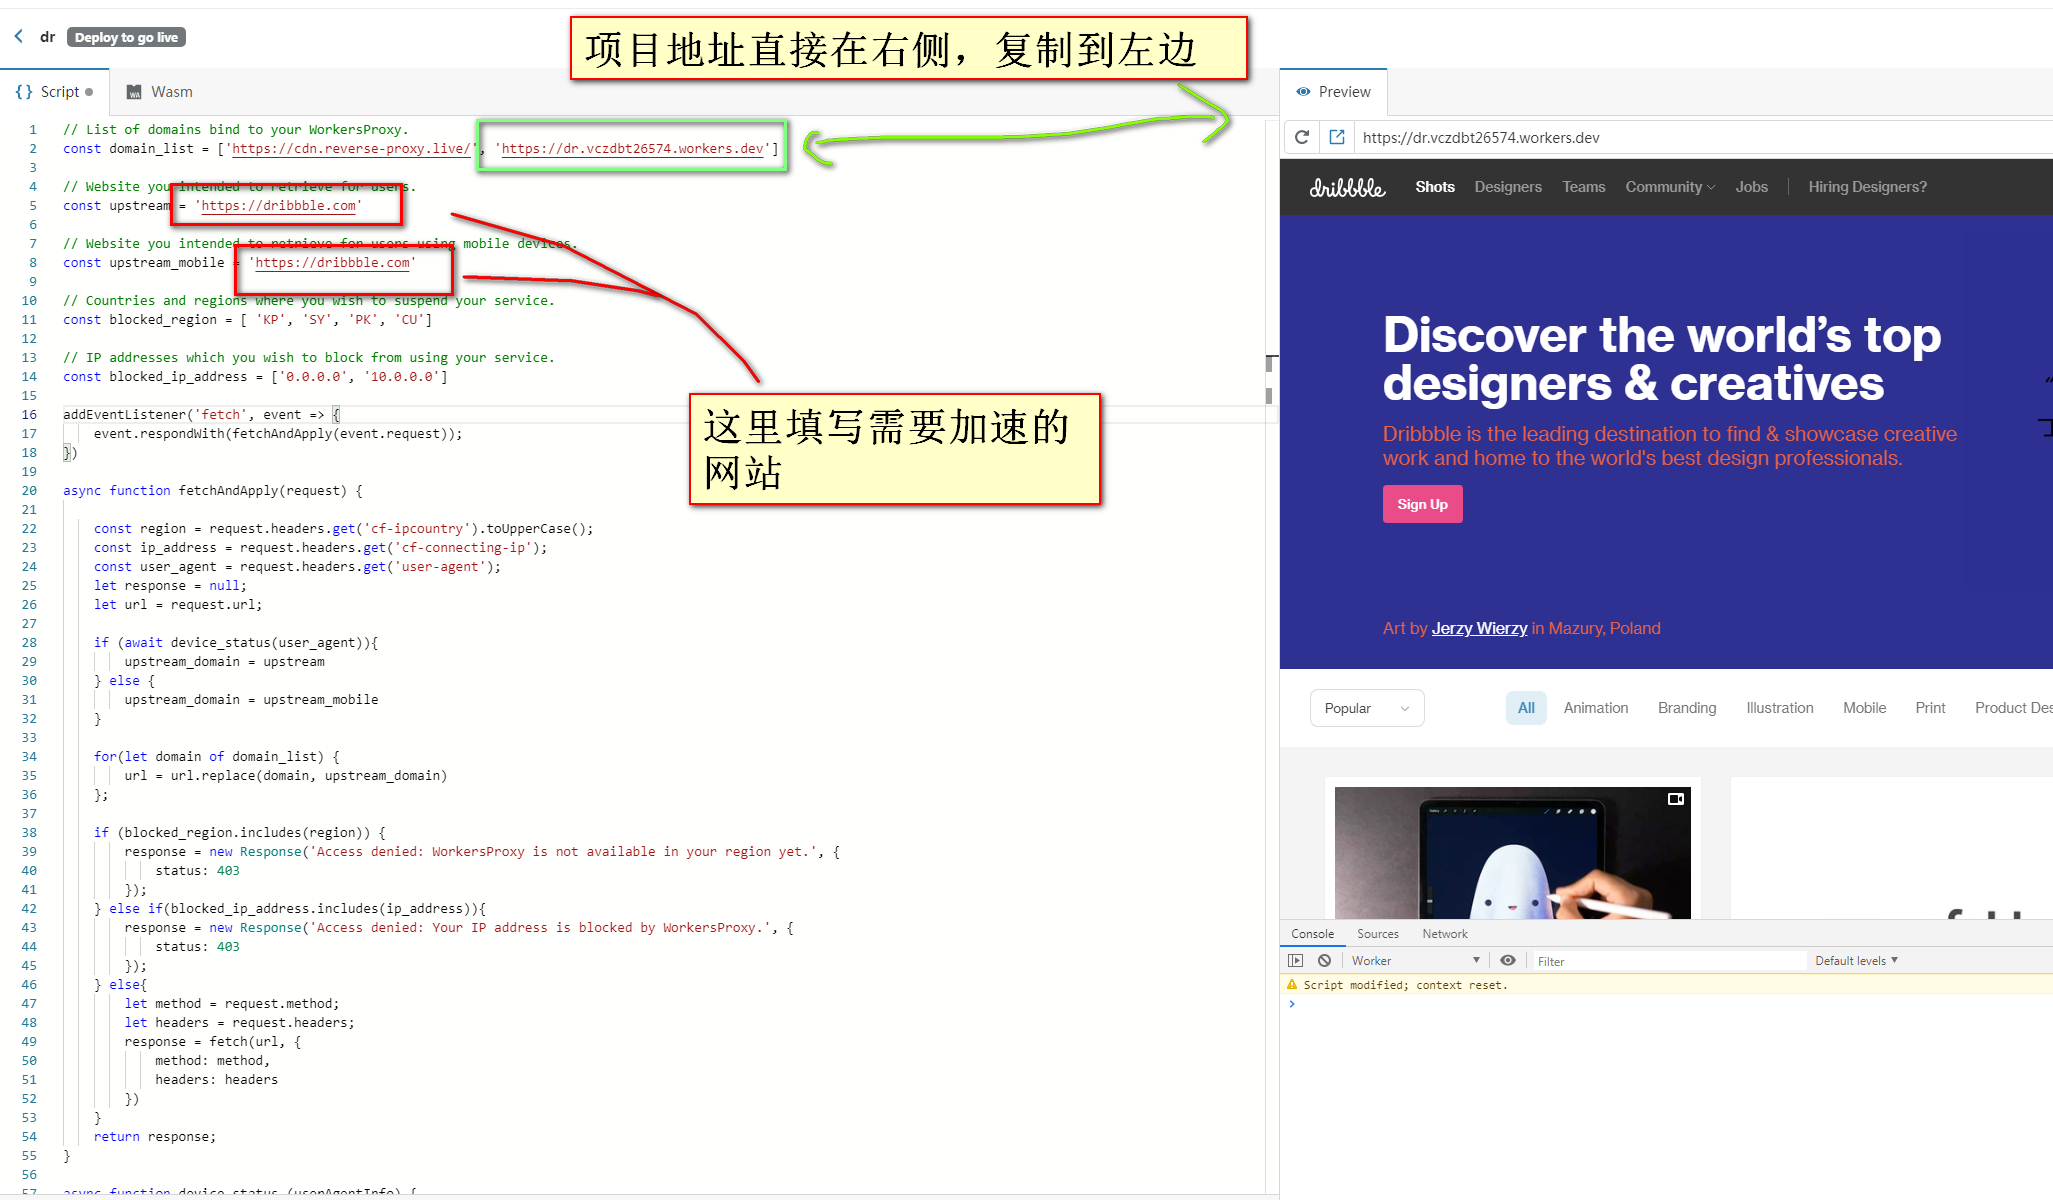 dr Deploy to go live
项目地址直接在右侧，复制到左边
{} Script
Wasm
1 // List of domains bind to your WorkersProxy.
2 const domain_list = ['https://cdn.reverse-proxy.live/', 'https://dr.vczdbt26574.workers.dev']
3
4 // Website you intended to retrieve for users.
5 const upstream = 'https://dribbble.com'
6
7 // Website you intended to retrieve for users using mobile devices.
8 const upstream_mobile = 'https://dribbble.com'
9
10 // Countries and regions where you wish to suspend your service.
11 const blocked_region = [ 'KP', 'SY', 'PK', 'CU']
12
13 // IP addresses which you wish to block from using your service.
14 const blocked_ip_address = ['0.0.0.0', '10.0.0.0']
15
16 addEventListener('fetch', event => {
17 event.respondWith(fetchAndApply(event.request));
18 })
19
20 async function fetchAndApply(request) {
21
22 const region = request.headers.get('cf-ipcountry').toUpperCase();
23 const ip_address = request.headers.get('cf-connecting-ip');
24 const user_agent = request.headers.get('user-agent');
25 let response = null;
26 let url = request.url;
27
28 if (await device_status(user_agent)){
29 upstream_domain = upstream
30 } else {
31 upstream_domain = upstream_mobile
32 }
33
34 for(let domain of domain_list) {
35 url = url.replace(domain, upstream_domain)
36 };
37
38 if (blocked_region.includes(region)) {
39 response = new Response('Access denied: WorkersProxy is not available in your region yet.', {
40 status: 403
41 });
42 } else if(blocked_ip_address.includes(ip_address)){
43 response = new Response('Access denied: Your IP address is blocked by WorkersProxy.', {
44 status: 403
45 });
46 } else{
47 let method = request.method;
48 let headers = request.headers;
49 response = fetch(url, {
50 method: method,
51 headers: headers
52 })
53 }
54 return response;
55 }
56
57 async function device_status (userAgentInfo) {
这里填写需要加速的
网站
Preview
https://dr.vczdbt26574.workers.dev
dribbble Shots Designers Teams Community Jobs Hiring Designers?
Discover the world's top
designers & creatives
Dribbble is the leading destination to find & showcase creative
work and home to the world's best design professionals.
Sign Up
Art by Jerzy Wierzy in Mazury, Poland
Popular All Animation Branding Illustration Mobile Print Product Des
Console Sources Network
Worker Filter Default levels
Script modified; context reset.